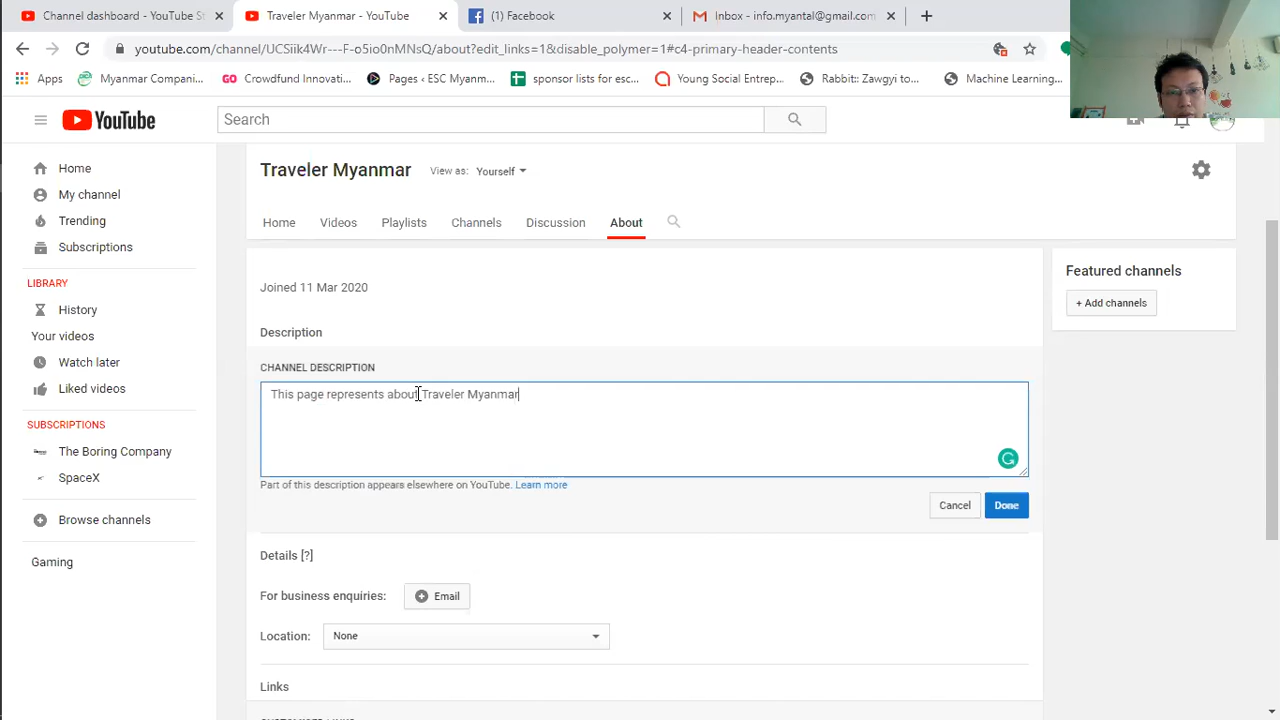 Channel dashboard - YouTube St
Traveler Myanmar - YouTube
(1) Facebook
Inbox - info.myantal@gmail.com
youtube.com/channel/UCSiik4Wr---F-o5io0nMNsQ/about?edit_links=1&disable_polymer=1#c4-primary-header-contents
Apps
Myanmar Compani...
GO Crowdfund Innovati...
Pages ‹ ESC Myanm...
sponsor lists for esc...
Young Social Entrep...
Rabbit:: Zawgyi to...
Machine Learning...
YouTube
Search
Home
My channel
Trending
Subscriptions
LIBRARY
History
Your videos
Watch later
Liked videos
SUBSCRIPTIONS
The Boring Company
SpaceX
Browse channels
Gaming
Traveler Myanmar
View as: Yourself
Home
Videos
Playlists
Channels
Discussion
About
Joined 11 Mar 2020
Description
CHANNEL DESCRIPTION
This page represents about Traveler Myanmar
Part of this description appears elsewhere on YouTube. Learn more
Cancel
Done
Details [?]
For business enquiries:
Email
Location:
None
Links
Featured channels
+ Add channels